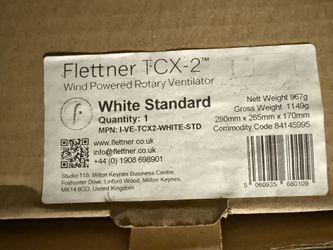 Flettner TCX-2™
Wind Powered Rotary Ventilator
White Standard
Quantity: 1
MPN: I-VE-TCX2-WHITE-STD
Nett Weight 967g
Gross Weight 1149g
280mm x 265mm x 170mm
Commodity Code 84145995
www.flettner.co.uk
info@flettner.co.uk
+44 (0) 1908 698901
Studio 118, Milton Keynes Business Centre,
Foxhunter Drive, Linford Wood, Milton Keynes,
MK14 6GD, United Kingdom
5 060935 680109